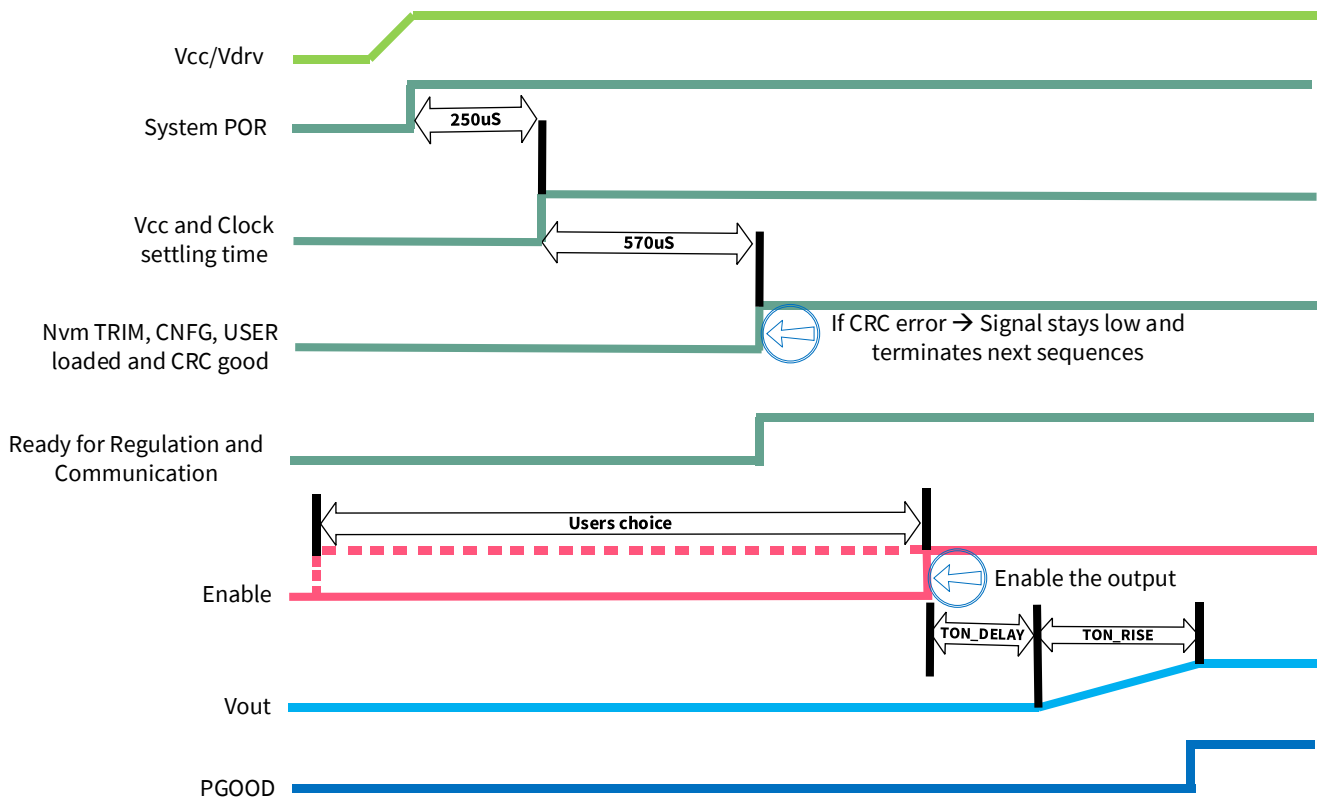 Vcc/Vdrv
System POR
250uS
Vcc and Clock
settling time
570uS
Nvm TRIM, CNFG, USER
loaded and CRC good
If CRC error → Signal stays low and
terminates next sequences
Ready for Regulation and
Communication
Users choice
Enable
Enable the output
TON_DELAY
TON_RISE
Vout
PGOOD